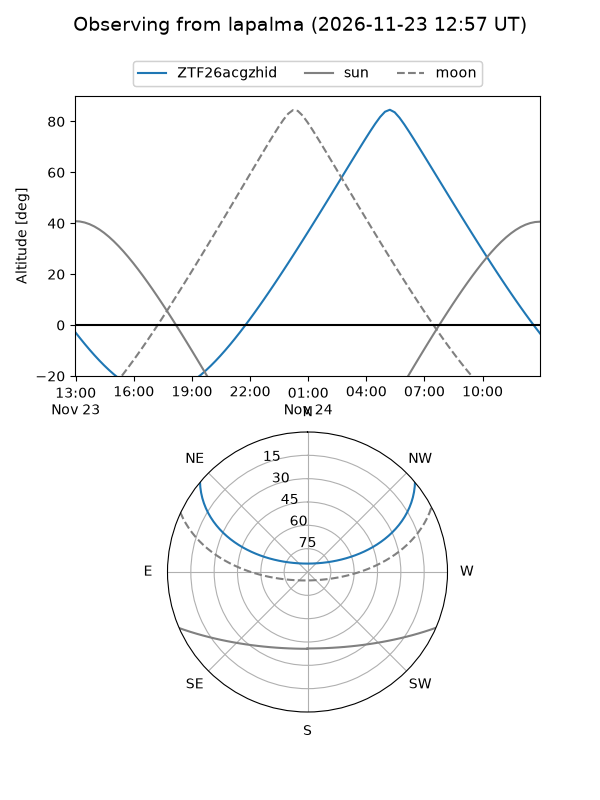 Observing from lapalma (2026-11-23 12:57 UT)
ZTF26acgzhid sun moon
Altitude [deg]
80
60
40
20
0
−20
13:00 16:00 19:00 22:00 01:00 04:00 07:00 10:00
Nov 23 Nov 24
N
NE NW
15
30
45
60
75
E W
SE SW
S